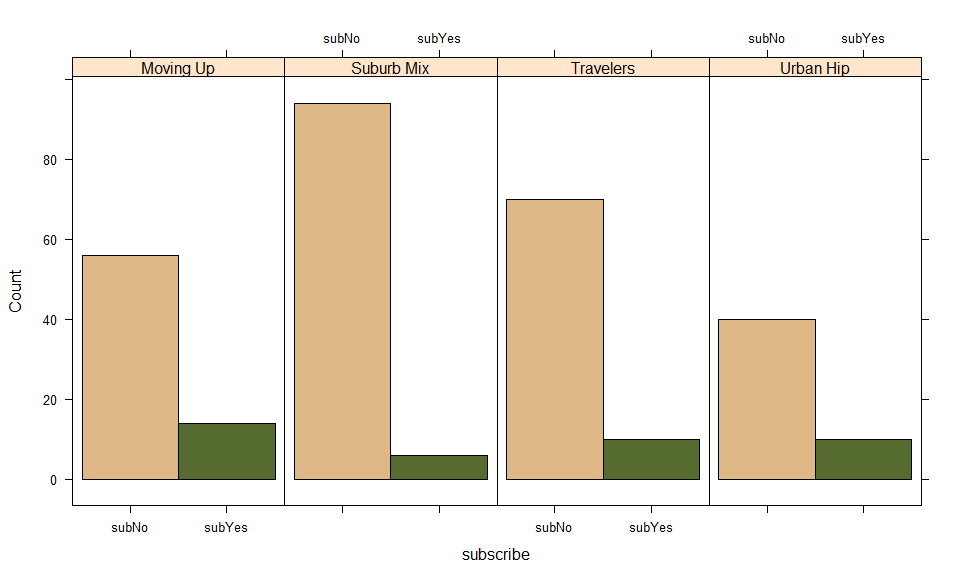 subNo subYes subNo subYes
Moving Up Suburb Mix Travelers Urban Hip
80
60
40
20
0
Count
subNo subYes subNo subYes
subscribe